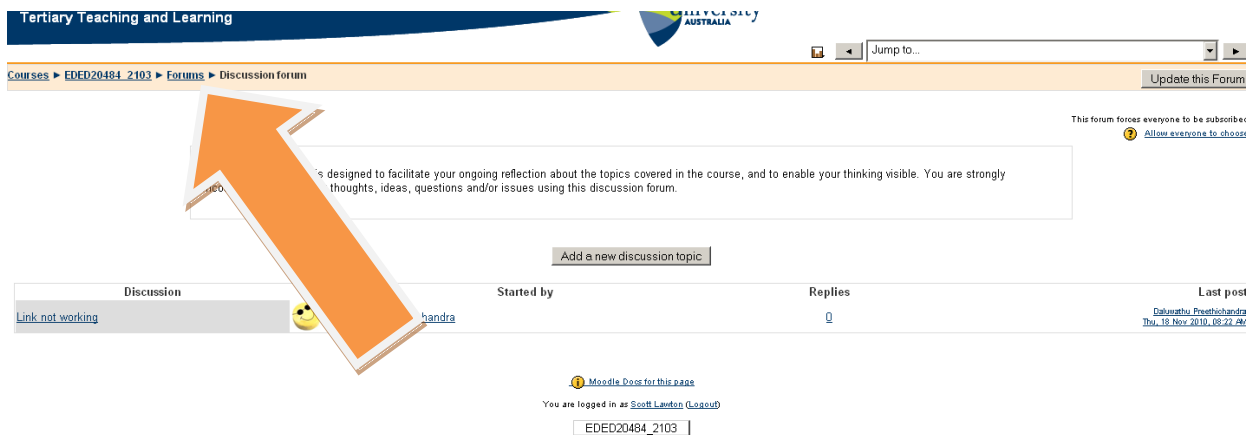 Tertiary Teaching and Learning
University
AUSTRALIA
Jump to...
Courses ► EDED20484_2103 ► Forums ► Discussion forum
Update this Forum
This forum forces everyone to be subscribed
Allow everyone to choose
designed to facilitate your ongoing reflection about the topics covered in the course, and to enable your thinking visible. You are strongly
thoughts, ideas, questions and/or issues using this discussion forum.
Add a new discussion topic
Discussion Started by Replies Last post
Link not working handra 0 Daluwathu Preethichandra
Thu, 18 Nov 2010, 08:22 AM
Moodle Docs for this page
You are logged in as Scott Lawton (Logout)
EDED20484_2103